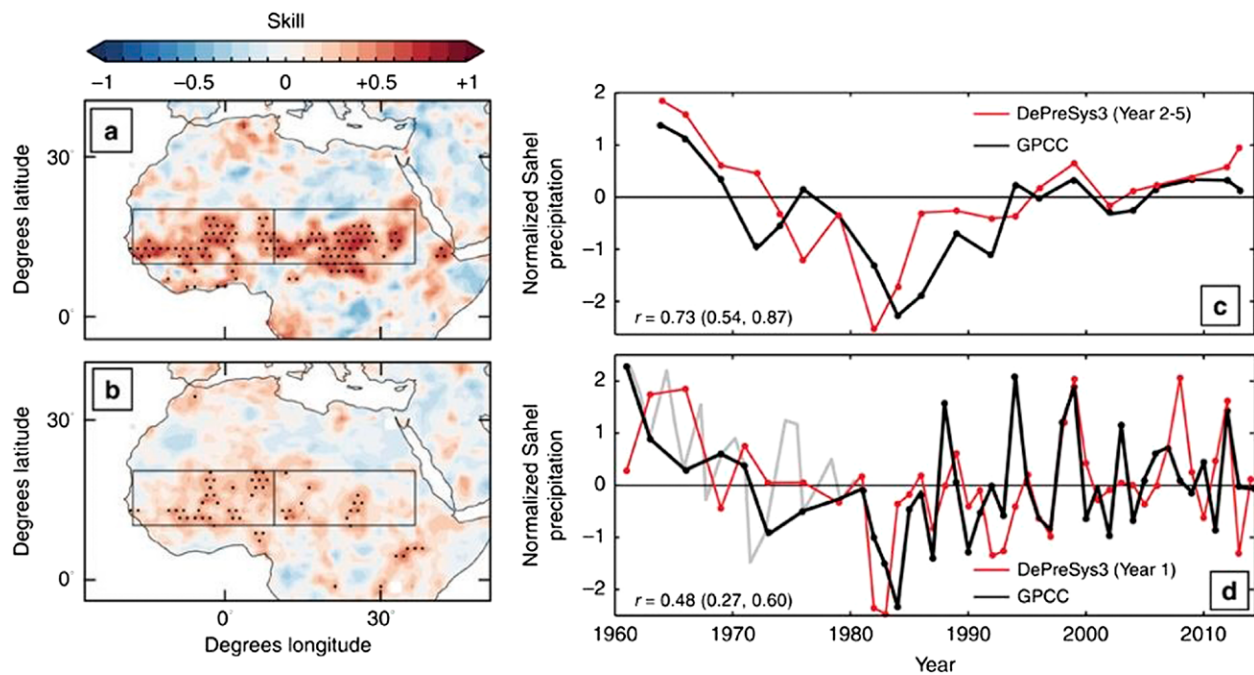 Skill
−1 −0.5 0 +0.5 +1
a
30°
0°
Degrees latitude
b
30°
0°
Degrees latitude
0° 30°
Degrees longitude
2
1
0
−1
−2
Normalized Sahel
precipitation
DePreSys3 (Year 2-5)
GPCC
r = 0.73 (0.54, 0.87)
c
2
1
0
−1
−2
Normalized Sahel
precipitation
DePreSys3 (Year 1)
GPCC
r = 0.48 (0.27, 0.60)
d
1960 1970 1980 1990 2000 2010
Year